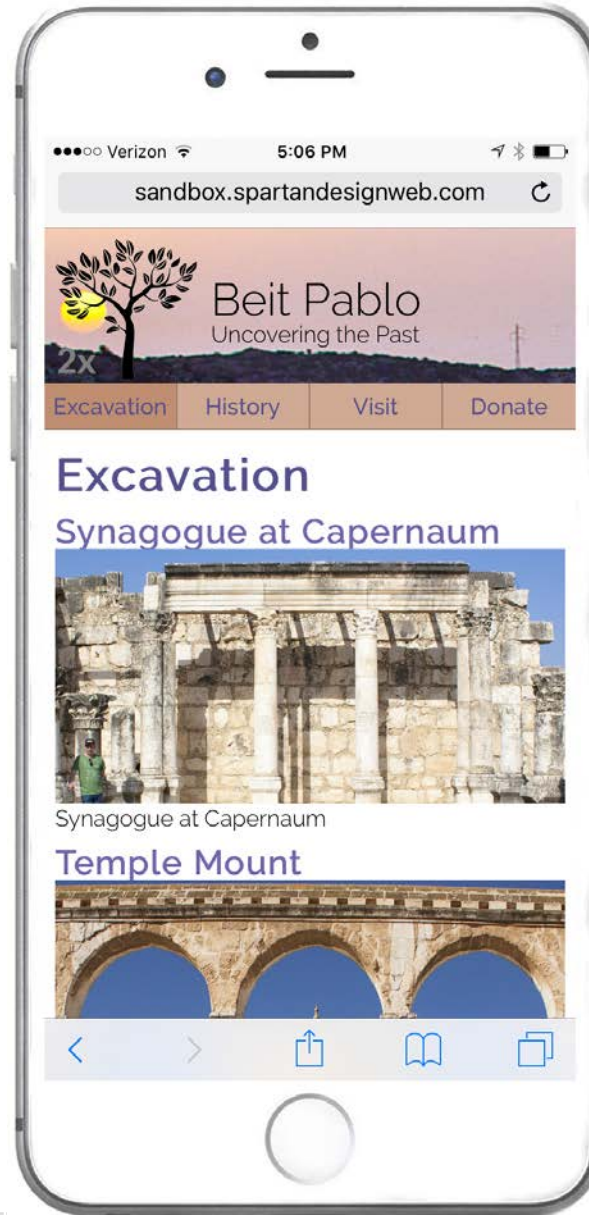 ●●●○○ Verizon 5:06 PM
sandbox.spartandesignweb.com
Beit Pablo
Uncovering the Past
2x
Excavation History Visit Donate
Excavation
Synagogue at Capernaum
Synagogue at Capernaum
Temple Mount